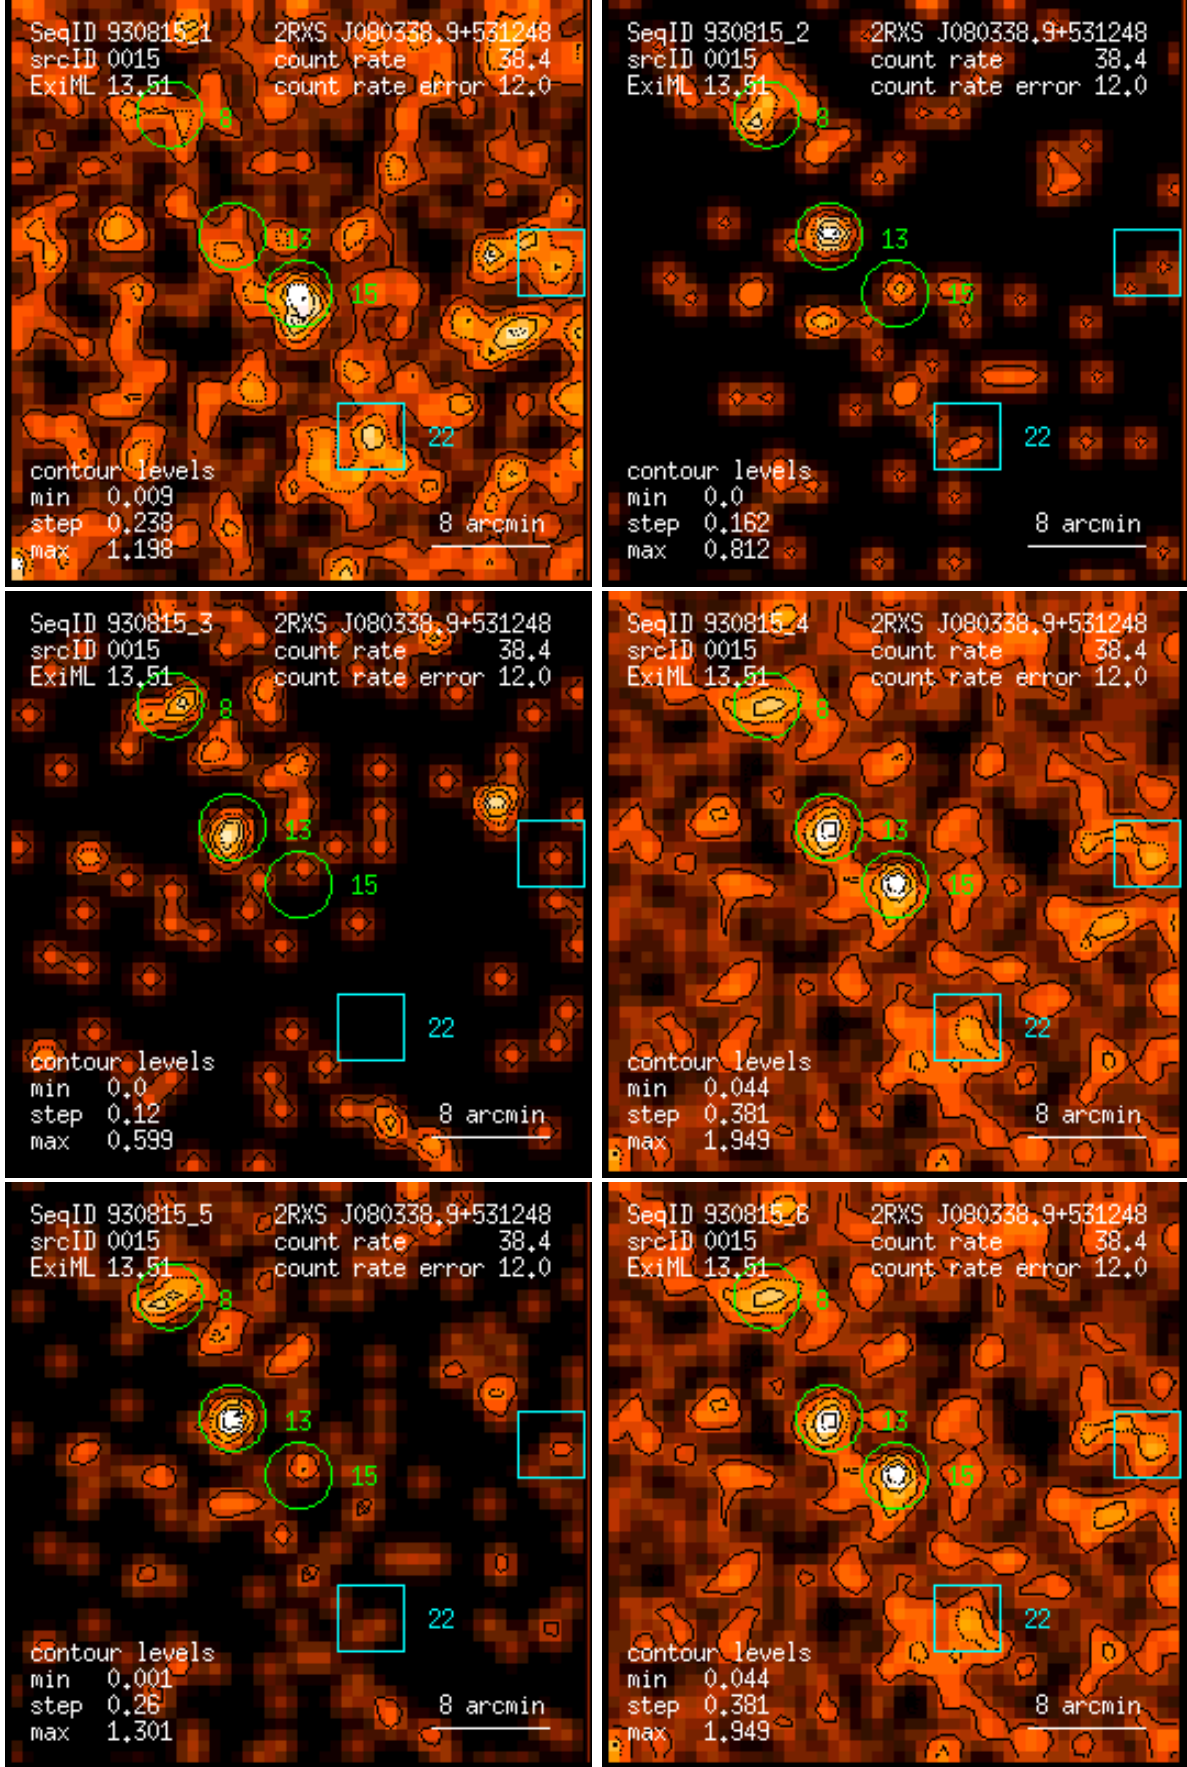 SeqID 930815_1 2RXS J080338.9+531248
srcID 0015 count rate 38.4
ExiML 13.51 count rate error 12.0
8
13
15
22
contour levels
min 0.009
step 0.238 8 arcmin
max 1.198
SeqID 930815_2 2RXS J080338.9+531248
srcID 0015 count rate 38.4
ExiML 13.51 count rate error 12.0
8
13
15
22
contour levels
min 0.0
step 0.162 8 arcmin
max 0.812
SeqID 930815_3 2RXS J080338.9+531248
srcID 0015 count rate 38.4
ExiML 13.51 count rate error 12.0
8
13
15
22
contour levels
min 0.0
step 0.12 8 arcmin
max 0.599
SeqID 930815_4 2RXS J080338.9+531248
srcID 0015 count rate 38.4
ExiML 13.51 count rate error 12.0
8
13
15
22
contour levels
min 0.044
step 0.381 8 arcmin
max 1.949
SeqID 930815_5 2RXS J080338.9+531248
srcID 0015 count rate 38.4
ExiML 13.51 count rate error 12.0
8
13
15
22
contour levels
min 0.001
step 0.26 8 arcmin
max 1.301
SeqID 930815_6 2RXS J080338.9+531248
srcID 0015 count rate 38.4
ExiML 13.51 count rate error 12.0
8
13
15
22
contour levels
min 0.044
step 0.381 8 arcmin
max 1.949